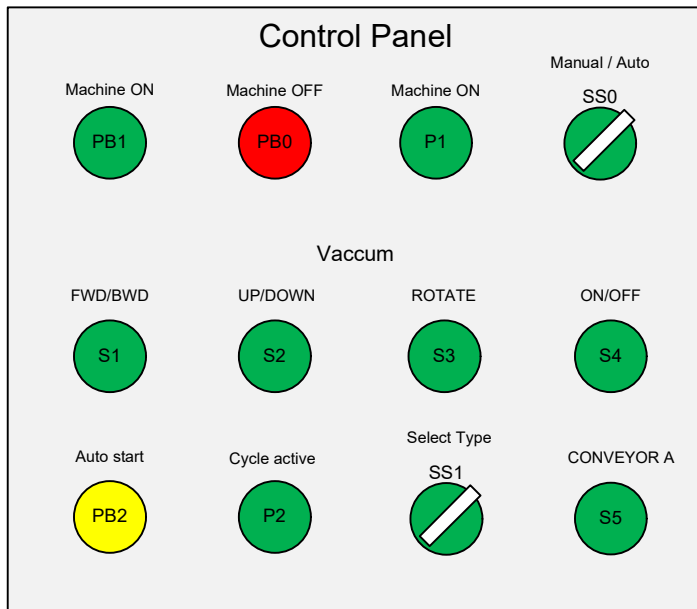 Control Panel
Machine ON
Machine OFF
Machine ON
Manual / Auto
SS0
PB1
PB0
P1
Vaccum
FWD/BWD
UP/DOWN
ROTATE
ON/OFF
S1
S2
S3
S4
Auto start
Cycle active
Select Type
CONVEYOR A
SS1
PB2
P2
S5